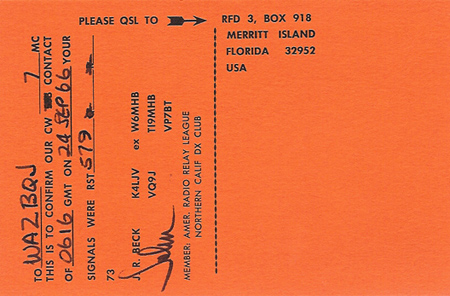 PLEASE QSL TO
RFD 3, BOX 918
MERRITT ISLAND
FLORIDA 32952
USA
TO WA2BQJ
THIS IS TO CONFIRM OUR CW CONTACT
OF 0616 GMT ON 24 SEP 66 YOUR 7 MC
SIGNALS WERE RST 579
73
J. R. BECK K4LJV ex W6MHB
VQ9J TI9MHB
VP7BT
MEMBER: AMER. RADIO RELAY LEAGUE
NORTHERN CALIF DX CLUB